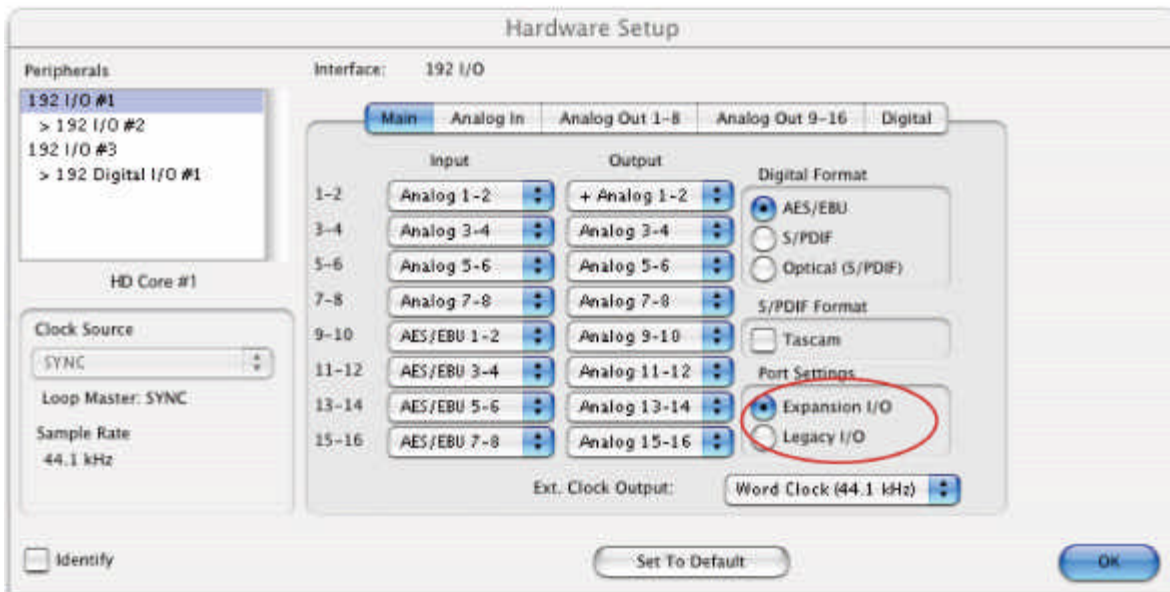 Hardware Setup
Peripherals
192 I/O #1
> 192 I/O #2
192 I/O #3
> 192 Digital I/O #1
HD Core #1
Clock Source
SYNC
Loop Master: SYNC
Sample Rate
44.1 kHz
Identify
Interface: 192 I/O
Main Analog In Analog Out 1-8 Analog Out 9-16 Digital
Input Output
1-2 Analog 1-2 + Analog 1-2
3-4 Analog 3-4 Analog 3-4
5-6 Analog 5-6 Analog 5-6
7-8 Analog 7-8 Analog 7-8
9-10 AES/EBU 1-2 Analog 9-10
11-12 AES/EBU 3-4 Analog 11-12
13-14 AES/EBU 5-6 Analog 13-14
15-16 AES/EBU 7-8 Analog 15-16
Digital Format
AES/EBU
S/PDIF
Optical (S/PDIF)
S/PDIF Format
Tascam
Port Settings
Expansion I/O
Legacy I/O
Ext. Clock Output: Word Clock (44.1 kHz)
Set To Default
OK